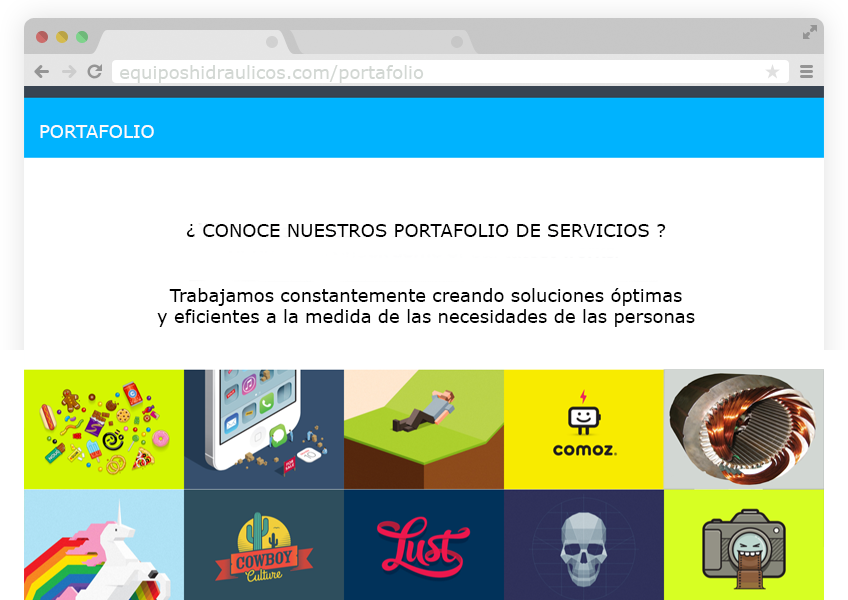 equiposhidraulicos.com/portafolio
PORTAFOLIO
¿ CONOCE NUESTROS PORTAFOLIO DE SERVICIOS ?
Trabajamos constantemente creando soluciones óptimas
y eficientes a la medida de las necesidades de las personas
comoz.
COWBOY
Culture
Lust